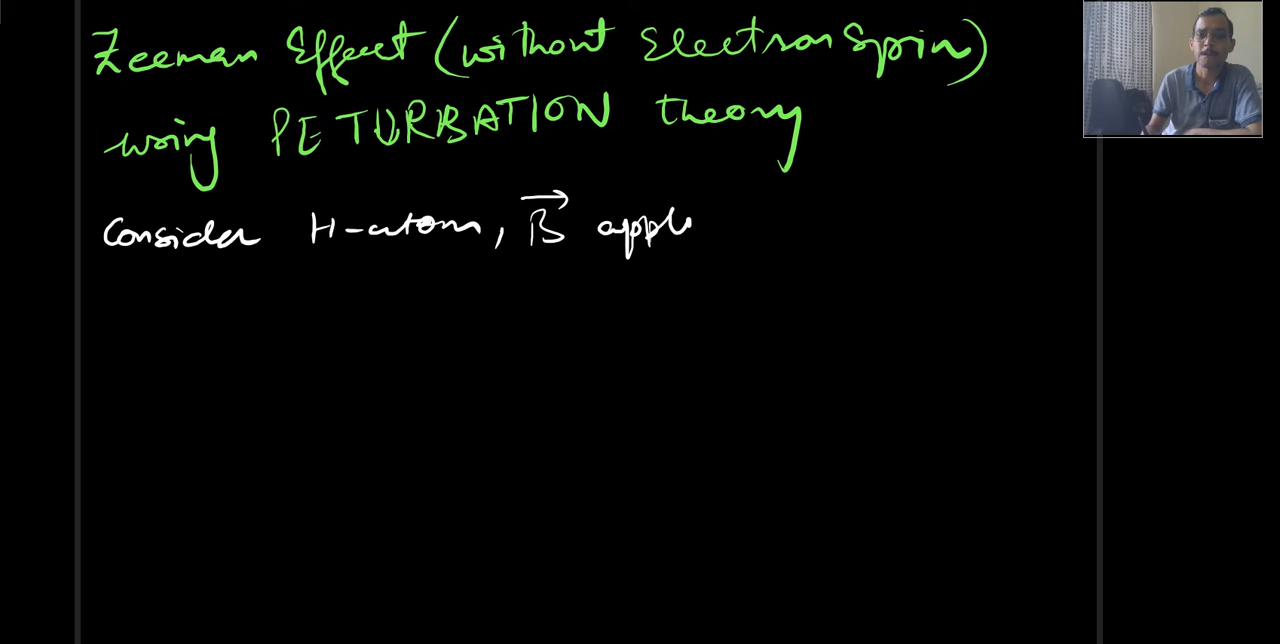 Zeeman Effect (without Electron Spin)
using PETURBATION theory
Consider H-atom, B appl